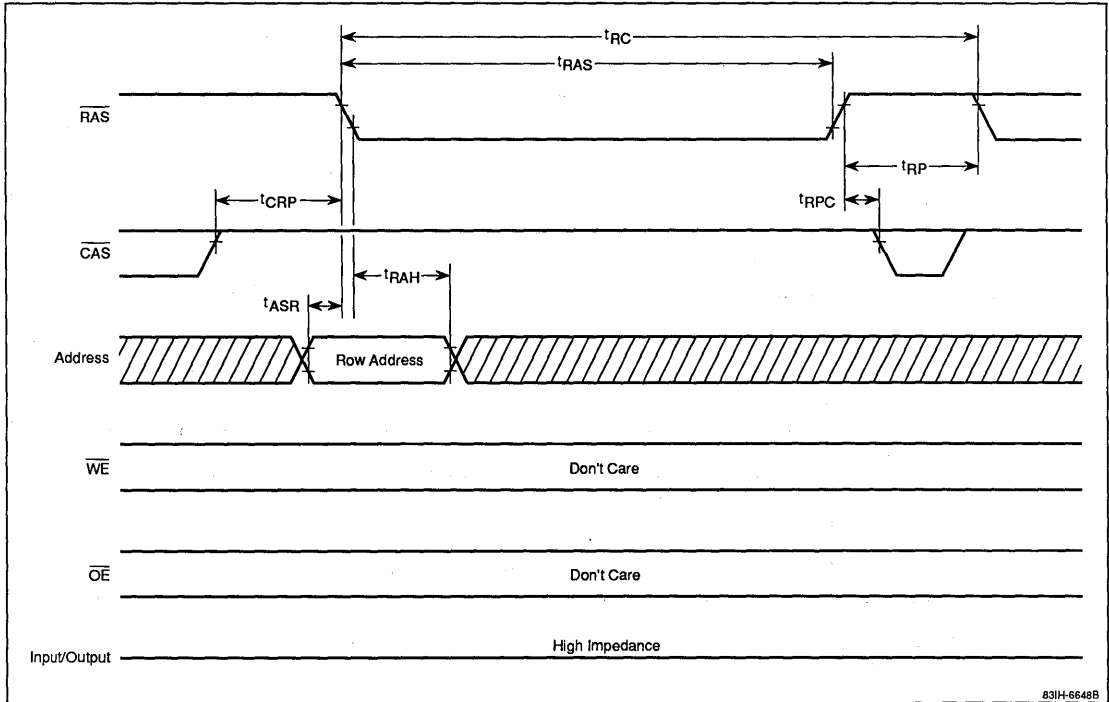 tRC
tRAS
RAS
tRP
tCRP
tRPC
CAS
tRAH
tASR
Address
Row Address
WE
Don't Care
OE
Don't Care
High Impedance
Input/Output
83IH-6648B